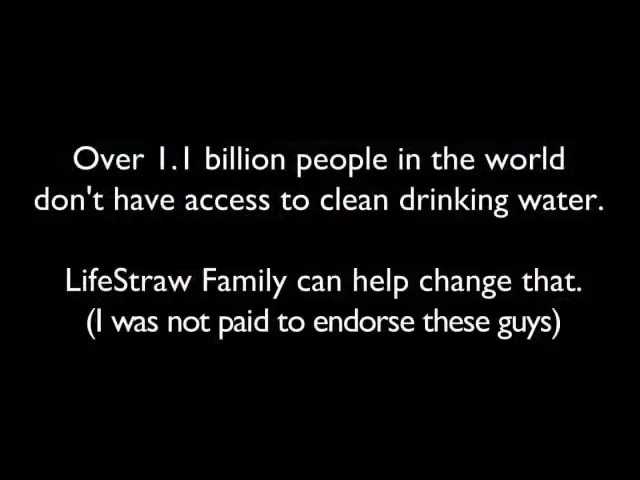 Over 1.1 billion people in the world
don't have access to clean drinking water.
LifeStraw Family can help change that.
(I was not paid to endorse these guys)